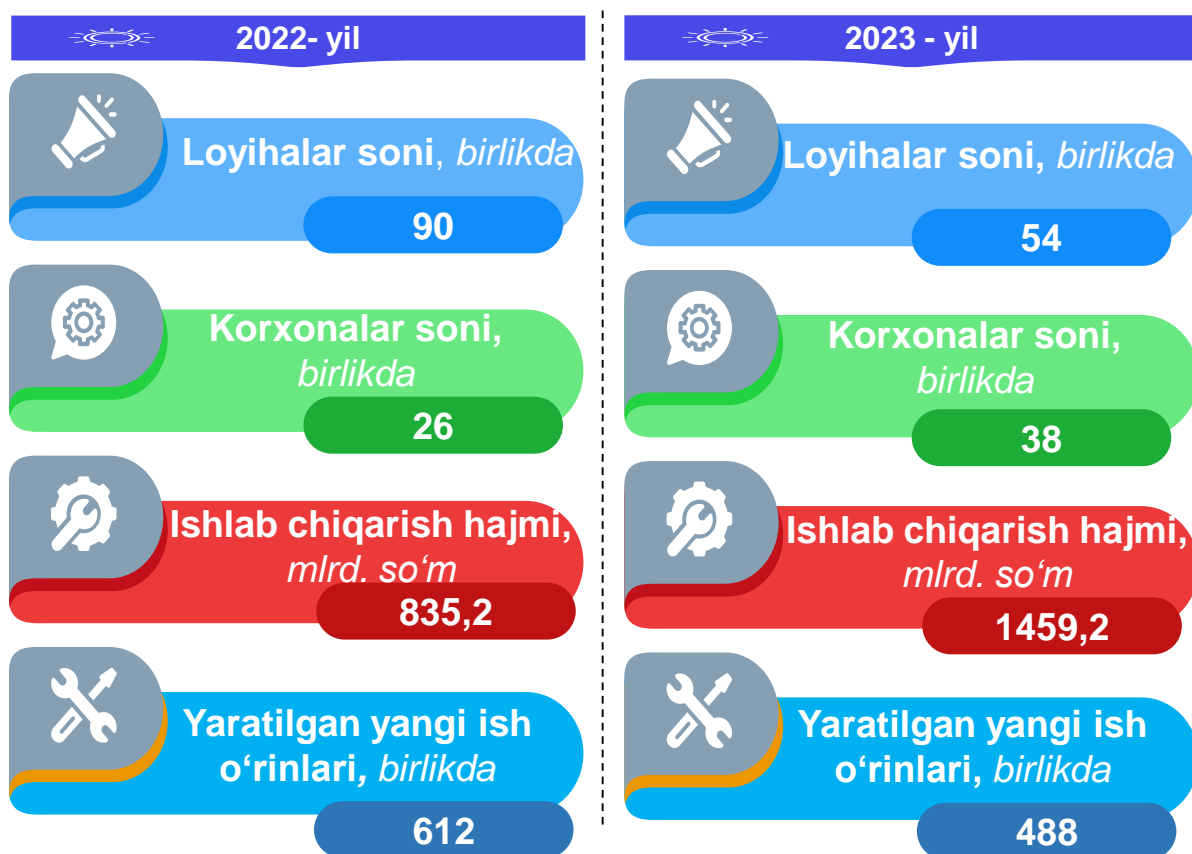 2022- yil
Loyihalar soni, birlikda
90
Korxonalar soni,
birlikda
26
Ishlab chiqarish hajmi,
mlrd. so‘m
835,2
Yaratilgan yangi ish
o‘rinlari, birlikda
612
2023 - yil
Loyihalar soni, birlikda
54
Korxonalar soni,
birlikda
38
Ishlab chiqarish hajmi,
mlrd. so‘m
1459,2
Yaratilgan yangi ish
o‘rinlari, birlikda
488